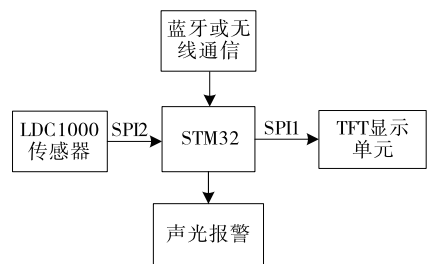 蓝牙或无
线通信
LDC1000
传感器
SPI2
STM32
SPI1
TFT显示
单元
声光报警